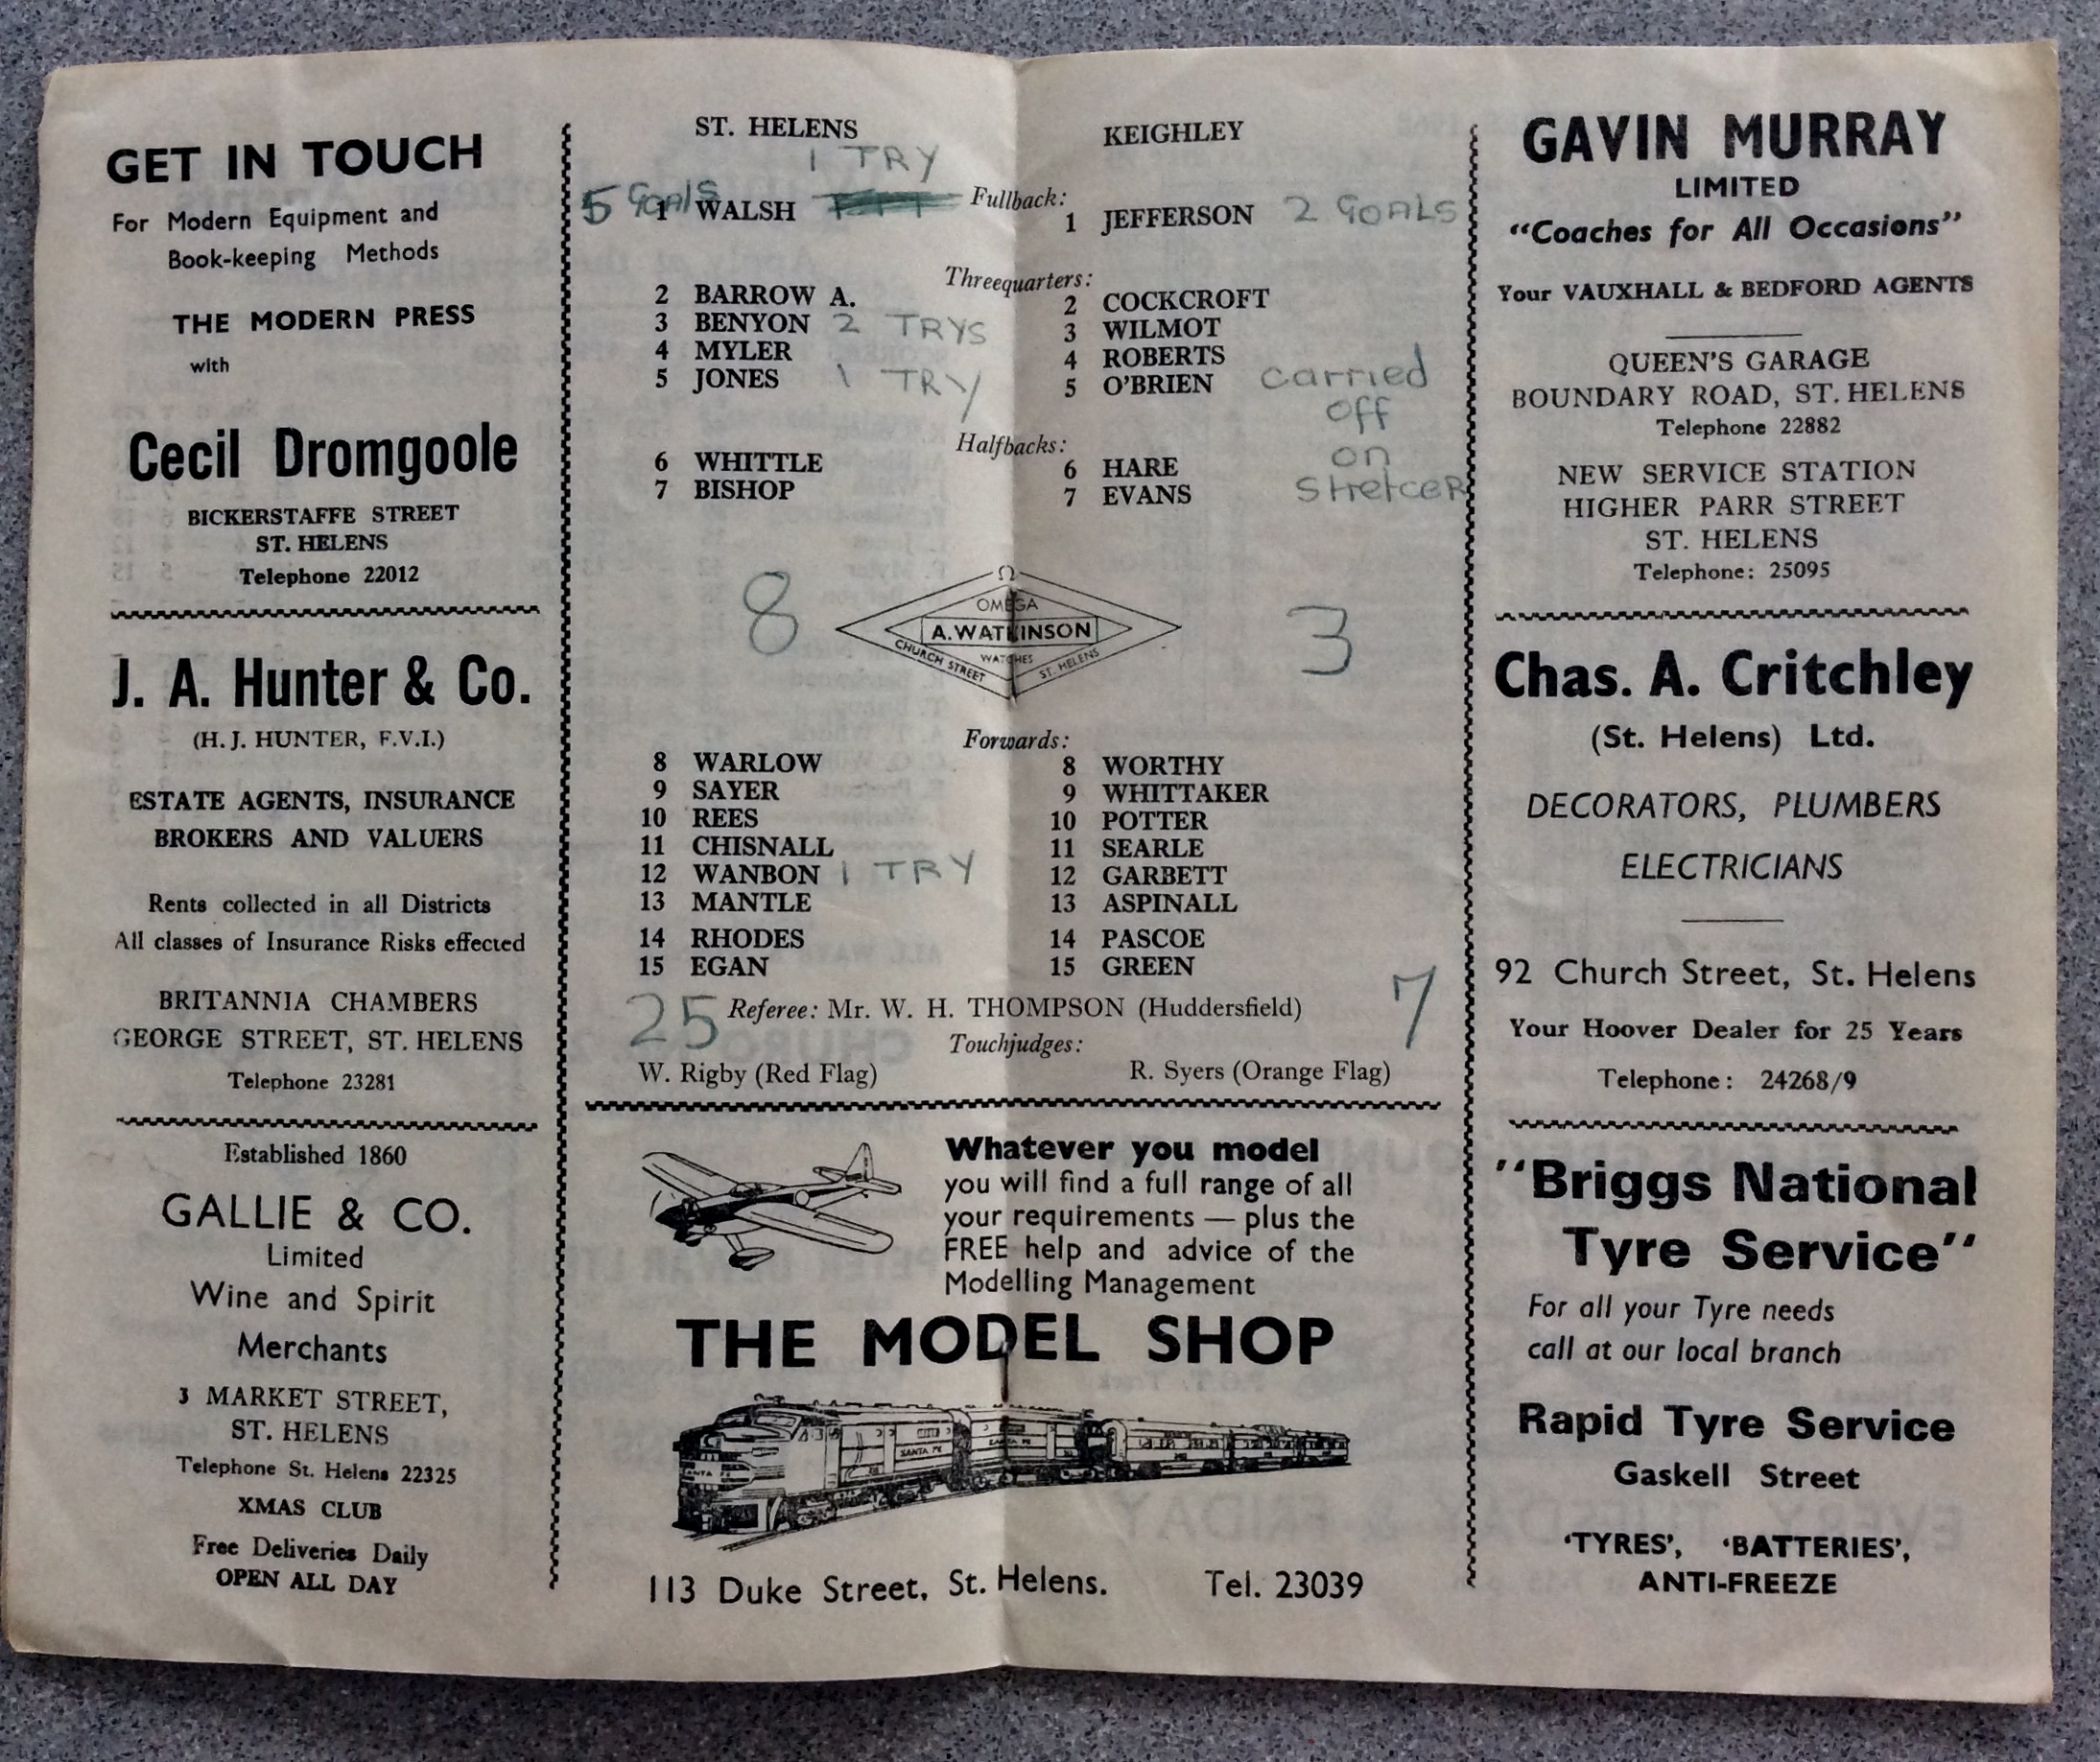 GET IN TOUCH
For Modern Equipment and
Book-keeping Methods
THE MODERN PRESS
with
Cecil Dromgoole
BICKERSTAFFE STREET
ST. HELENS
Telephone 22012
J. A. Hunter & Co.
(H. J. HUNTER, F.V.I.)
ESTATE AGENTS, INSURANCE
BROKERS AND VALUERS
Rents collected in all Districts
All classes of Insurance Risks effected
BRITANNIA CHAMBERS
GEORGE STREET, ST. HELENS
Telephone 23281
Established 1860
GALLIE & CO.
Limited
Wine and Spirit
Merchants
3 MARKET STREET,
ST. HELENS
Telephone St. Helens 22325
XMAS CLUB
Free Deliveries Daily
OPEN ALL DAY
ST. HELENS KEIGHLEY
1 TRY
5 GOALS
Fullback:
1 WALSH 1 JEFFERSON 2 GOALS
Threequarters:
2 BARROW A. 2 COCKCROFT
3 BENYON 2 TRYS 3 WILMOT
4 MYLER 4 ROBERTS
5 JONES 1 TRY 5 O'BRIEN carried
off
Halfbacks:
on
6 WHITTLE 6 HARE
7 BISHOP 7 EVANS Stretcer
8 3
Ω
OMEGA
A. WATKINSON
WATCHES
CHURCH STREET ST. HELENS
Forwards:
8 WARLOW 8 WORTHY
9 SAYER 9 WHITTAKER
10 REES 10 POTTER
11 CHISNALL 11 SEARLE
12 WANBON 1 TRY 12 GARBETT
13 MANTLE 13 ASPINALL
14 RHODES 14 PASCOE
15 EGAN 15 GREEN
25 Referee: Mr. W. H. THOMPSON (Huddersfield) 7
Touchjudges:
W. Rigby (Red Flag) R. Syers (Orange Flag)
Whatever you model
you will find a full range of all
your requirements — plus the
FREE help and advice of the
Modelling Management
THE MODEL SHOP
SANTA FE
SANTA FE
SANTA FE
113 Duke Street, St. Helens. Tel. 23039
GAVIN MURRAY
LIMITED
"Coaches for All Occasions"
Your VAUXHALL & BEDFORD AGENTS
QUEEN'S GARAGE
BOUNDARY ROAD, ST. HELENS
Telephone 22882
NEW SERVICE STATION
HIGHER PARR STREET
ST. HELENS
Telephone: 25095
Chas. A. Critchley
(St. Helens) Ltd.
DECORATORS, PLUMBERS
ELECTRICIANS
92 Church Street, St. Helens
Your Hoover Dealer for 25 Years
Telephone: 24268/9
"Briggs National
Tyre Service"
For all your Tyre needs
call at our local branch
Rapid Tyre Service
Gaskell Street
'TYRES', 'BATTERIES',
ANTI-FREEZE